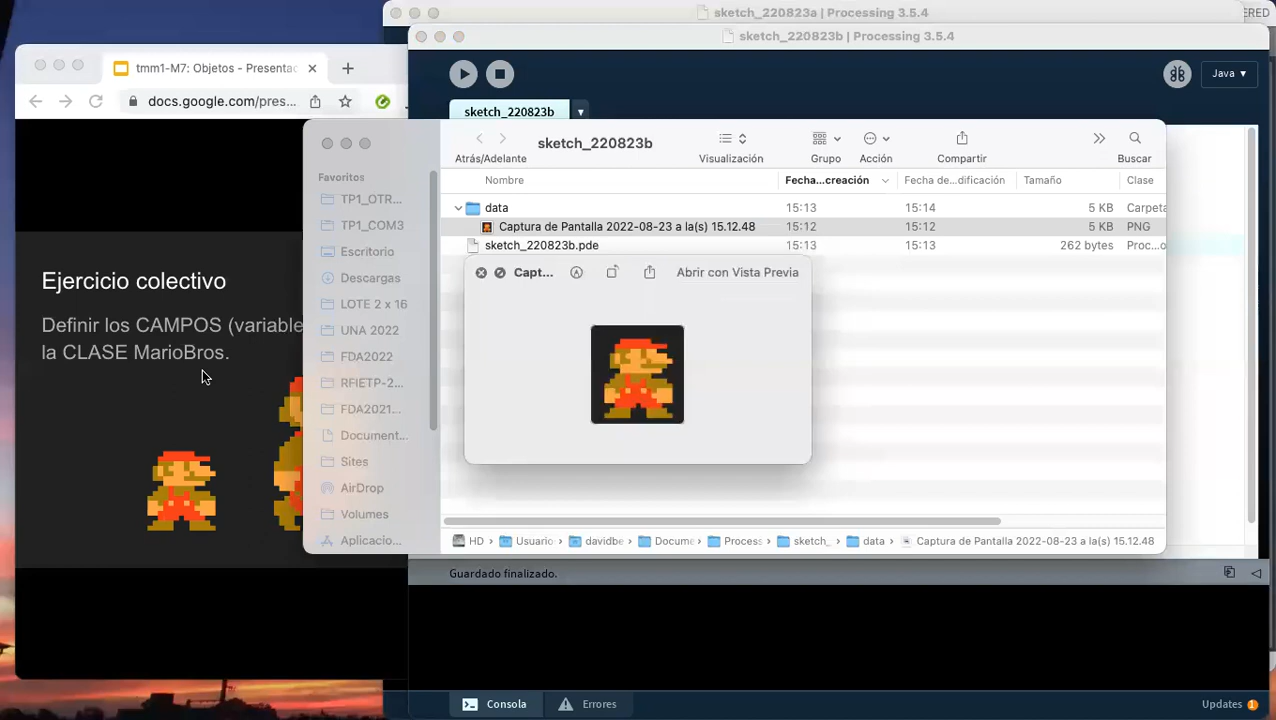 sketch_220823a | Processing 3.5.4
ERED
sketch_220823b | Processing 3.5.4
tmm1-M7: Objetos - Presentac
docs.google.com/pres...
Java ▾
sketch_220823b
sketch_220823b
Atrás/Adelante
Visualización
Grupo
Acción
Compartir
Buscar
Favoritos
TP1_OTR...
TP1_COM3
Escritorio
Descargas
LOTE 2 x 16
UNA 2022
FDA2022
RFIETP-2...
FDA2021...
Document...
Sites
AirDrop
Volumes
Aplicacio...
Nombre
Fecha...creación
Fecha de...dificación
Tamaño
Clase
data
15:13
15:14
5 KB
Carpeta
Captura de Pantalla 2022-08-23 a la(s) 15.12.48
15:12
15:12
5 KB
PNG
sketch_220823b.pde
15:13
15:13
262 bytes
Proc...o
Capt...
Abrir con Vista Previa
Ejercicio colectivo
Definir los CAMPOS (variable
la CLASE MarioBros.
HD
Usuario
davidbe
Docume
Process
sketch_
data
Captura de Pantalla 2022-08-23 a la(s) 15.12.48
Guardado finalizado.
Consola
Errores
Updates 1